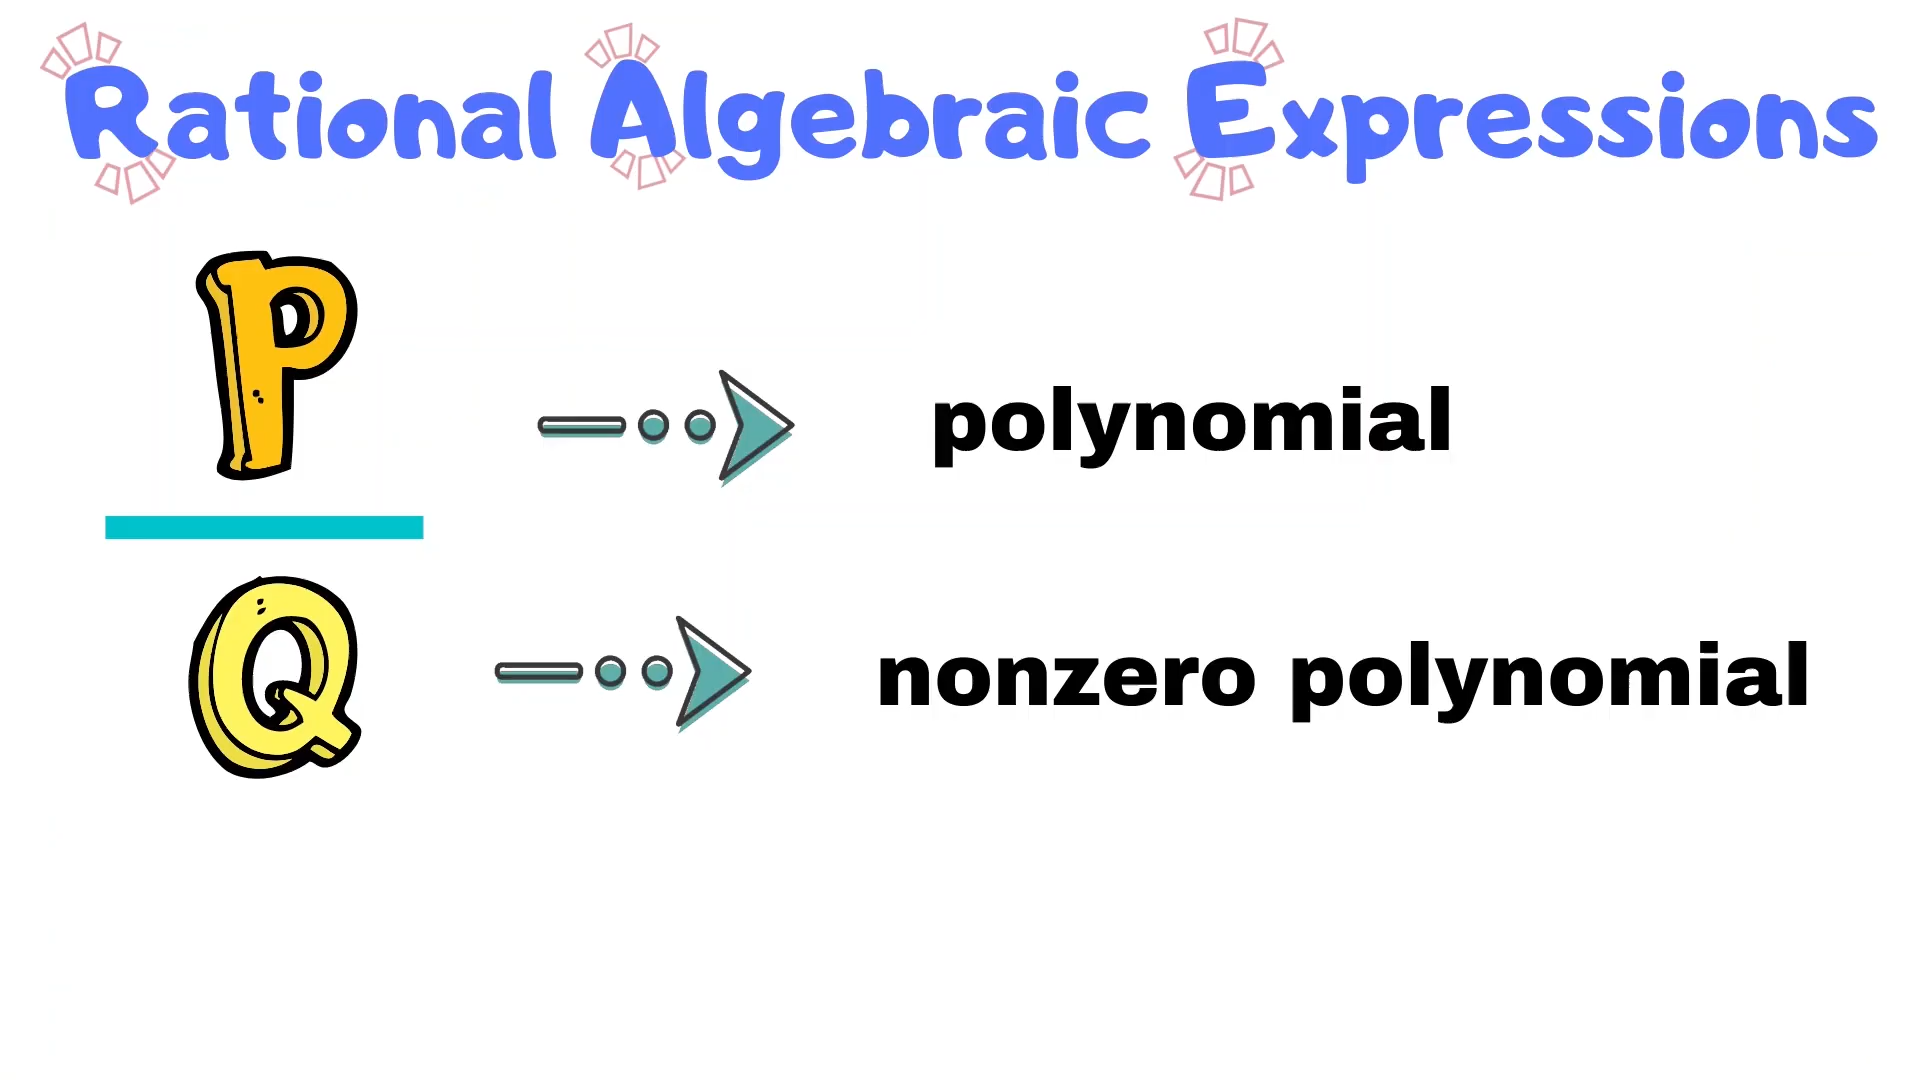 Rational Algebraic Expressions
P
polynomial
Q
nonzero polynomial